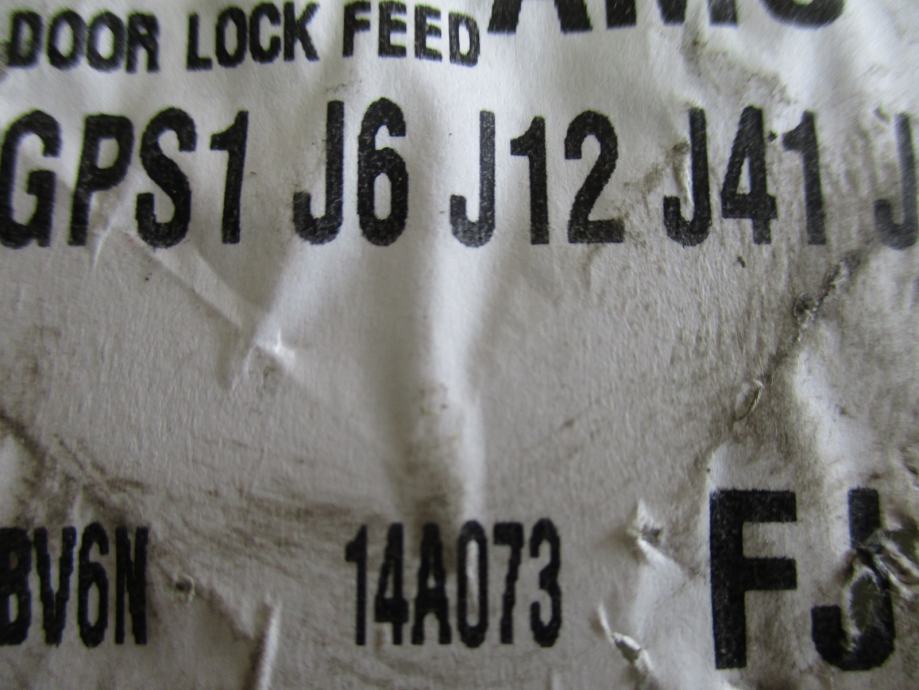 DOOR LOCK FEED
GPS1 J6 J12 J41
BV6N 14A073 FJ